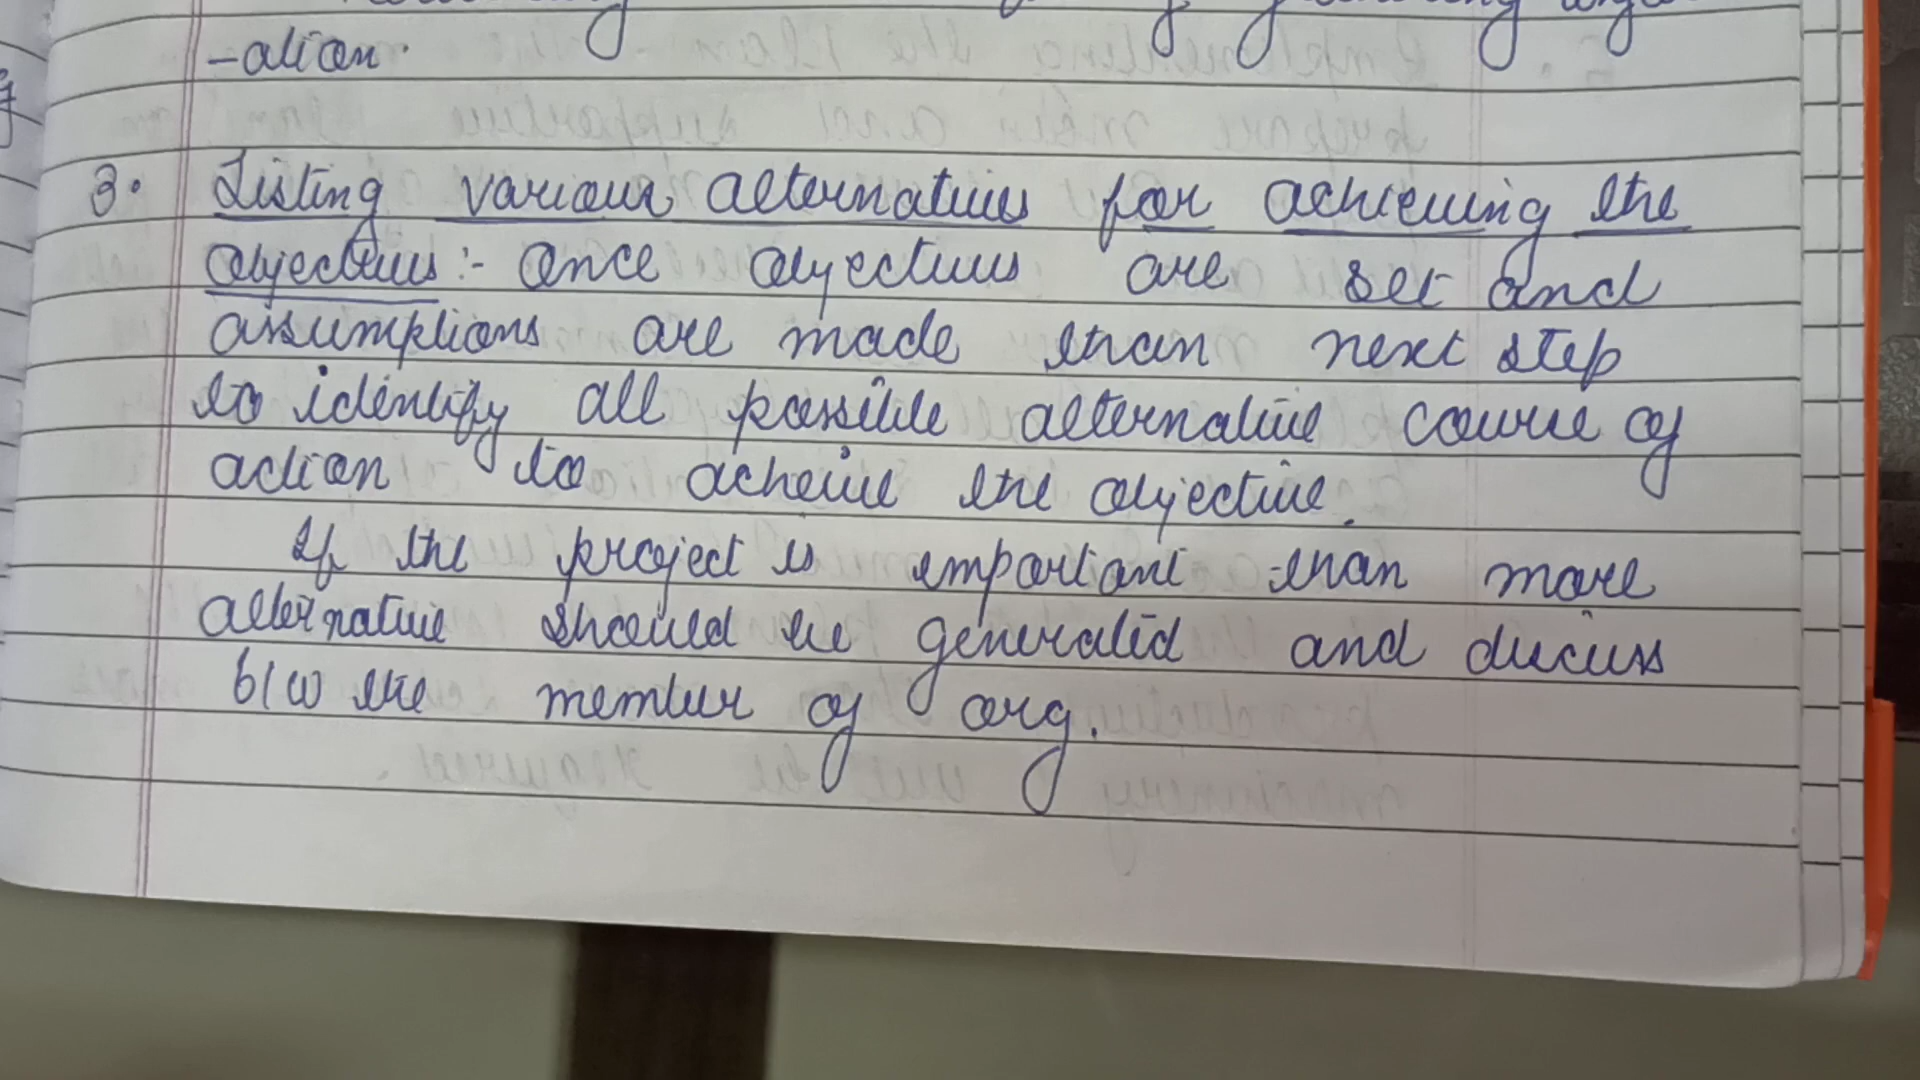 -ation.
3. Listing various alternatives for achieving the
objectives :- Once objectives are set and
assumptions are made than next step
to identify all possible alternative course of
action to acheive the objective.
If the project is important than more
alternative should be generated and discuss
b/w the member of org.